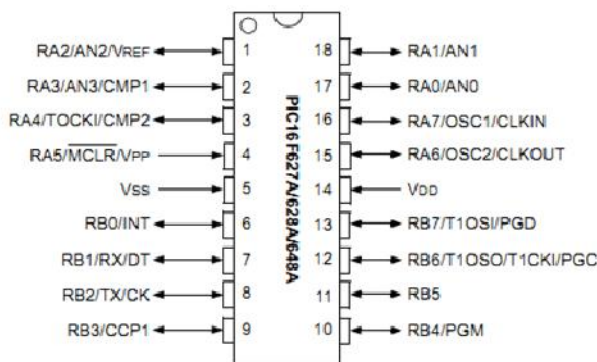 RA2/AN2/VREF 1 18 RA1/AN1
RA3/AN3/CMP1 2 17 RA0/AN0
RA4/TOCKI/CMP2 3 16 RA7/OSC1/CLKIN
RA5/MCLR/VPP 4 15 RA6/OSC2/CLKOUT
VSS 5 14 VDD
RB0/INT 6 13 RB7/T1OSI/PGD
RB1/RX/DT 7 12 RB6/T1OSO/T1CKI/PGC
RB2/TX/CK 8 11 RB5
RB3/CCP1 9 10 RB4/PGM
PIC16F627A/628A/648A